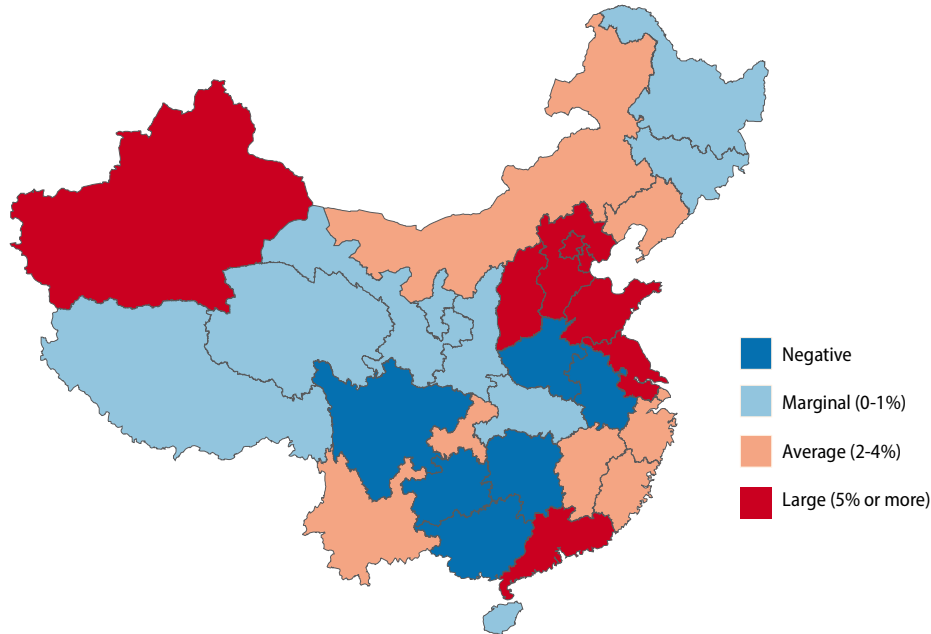 Negative
Marginal (0-1%)
Average (2-4%)
Large (5% or more)